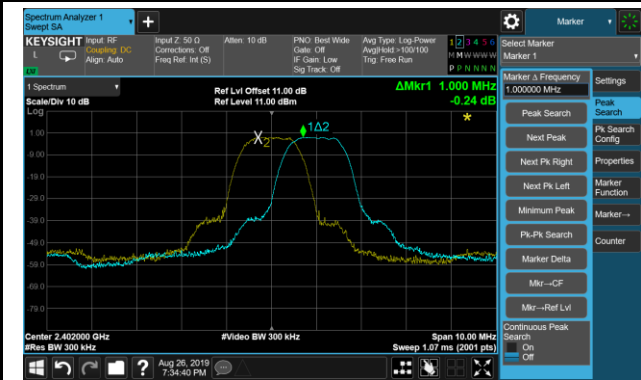 Spectrum Analyzer 1
Swept SA
+
Marker
KEYSIGHT
L
LV
Input: RF
Coupling: DC
Align: Auto
Input Z: 50 Ω
Corrections: Off
Freq Ref: Int (S)
Atten: 10 dB
PNO: Best Wide
Gate: Off
IF Gain: Low
Sig Track: Off
Avg Type: Log-Power
Avg|Hold:>100/100
Trig: Free Run
1 2 3 4 5 6
M M W W W W
P P N N N N
Select Marker
Marker 1
1 Spectrum
Scale/Div 10 dB
Log
Ref Lvl Offset 11.00 dB
Ref Level 11.00 dBm
ΔMkr1 1.000 MHz
-0.24 dB
*
1.00
-9.00
-19.0
-29.0
-39.0
-49.0
-59.0
-69.0
-79.0
X2
1Δ2
Center 2.402000 GHz
#Res BW 300 kHz
#Video BW 300 kHz
Span 10.00 MHz
Sweep 1.07 ms (2001 pts)
Marker Δ Frequency
1.000000 MHz
Peak Search
Next Peak
Next Pk Right
Next Pk Left
Minimum Peak
Pk-Pk Search
Marker Delta
Mkr→CF
Mkr→Ref Lvl
Continuous Peak
Search
On
Off
Settings
Peak
Search
Pk Search
Config
Properties
Marker
Function
Marker→
Counter
?
Aug 26, 2019
7:34:40 PM